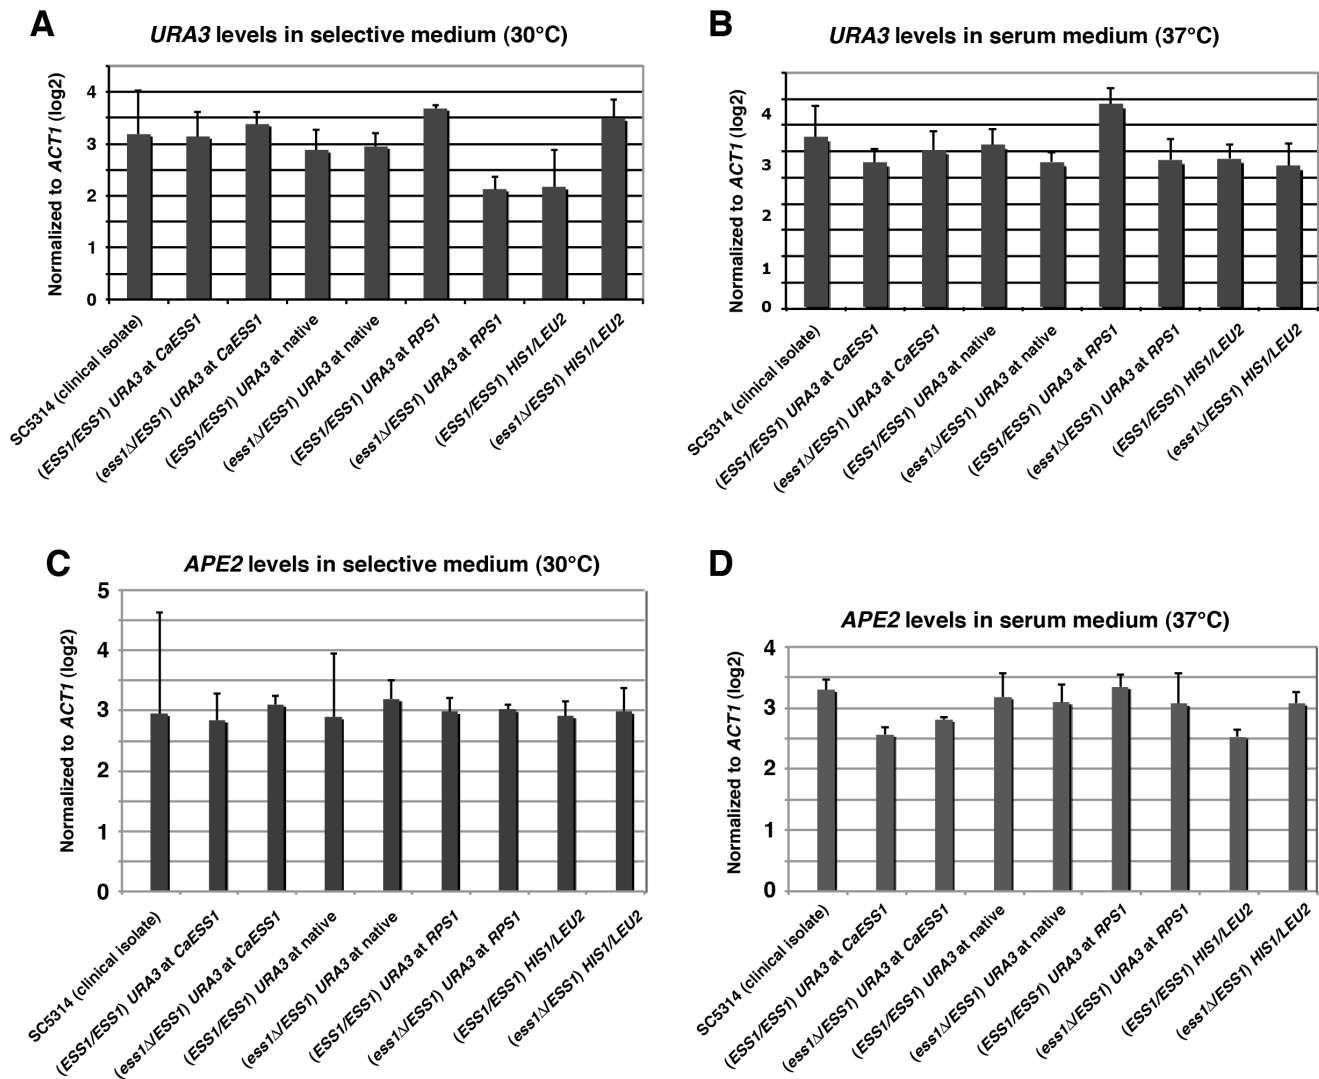 A
URA3 levels in selective medium (30°C)
Normalized to ACT1 (log2)
4
3
2
1
0
SC5314 (clinical isolate)
(ESS1/ESS1) URA3 at CaESS1
(ess1Δ/ESS1) URA3 at CaESS1
(ESS1/ESS1) URA3 at native
(ess1Δ/ESS1) URA3 at native
(ESS1/ESS1) URA3 at RPS1
(ess1Δ/ESS1) URA3 at RPS1
(ESS1/ESS1) HIS1/LEU2
(ess1Δ/ESS1) HIS1/LEU2
B
URA3 levels in serum medium (37°C)
Normalized to ACT1 (log2)
4
3
2
1
0
SC5314 (clinical isolate)
(ESS1/ESS1) URA3 at CaESS1
(ess1Δ/ESS1) URA3 at CaESS1
(ESS1/ESS1) URA3 at native
(ess1Δ/ESS1) URA3 at native
(ESS1/ESS1) URA3 at RPS1
(ess1Δ/ESS1) URA3 at RPS1
(ESS1/ESS1) HIS1/LEU2
(ess1Δ/ESS1) HIS1/LEU2
C
APE2 levels in selective medium (30°C)
Normalized to ACT1 (log2)
5
4
3
2
1
0
SC5314 (clinical isolate)
(ESS1/ESS1) URA3 at CaESS1
(ess1Δ/ESS1) URA3 at CaESS1
(ESS1/ESS1) URA3 at native
(ess1Δ/ESS1) URA3 at native
(ESS1/ESS1) URA3 at RPS1
(ess1Δ/ESS1) URA3 at RPS1
(ESS1/ESS1) HIS1/LEU2
(ess1Δ/ESS1) HIS1/LEU2
D
APE2 levels in serum medium (37°C)
Normalized to ACT1 (log2)
4
3
2
1
0
SC5314 (clinical isolate)
(ESS1/ESS1) URA3 at CaESS1
(ess1Δ/ESS1) URA3 at CaESS1
(ESS1/ESS1) URA3 at native
(ess1Δ/ESS1) URA3 at native
(ESS1/ESS1) URA3 at RPS1
(ess1Δ/ESS1) URA3 at RPS1
(ESS1/ESS1) HIS1/LEU2
(ess1Δ/ESS1) HIS1/LEU2